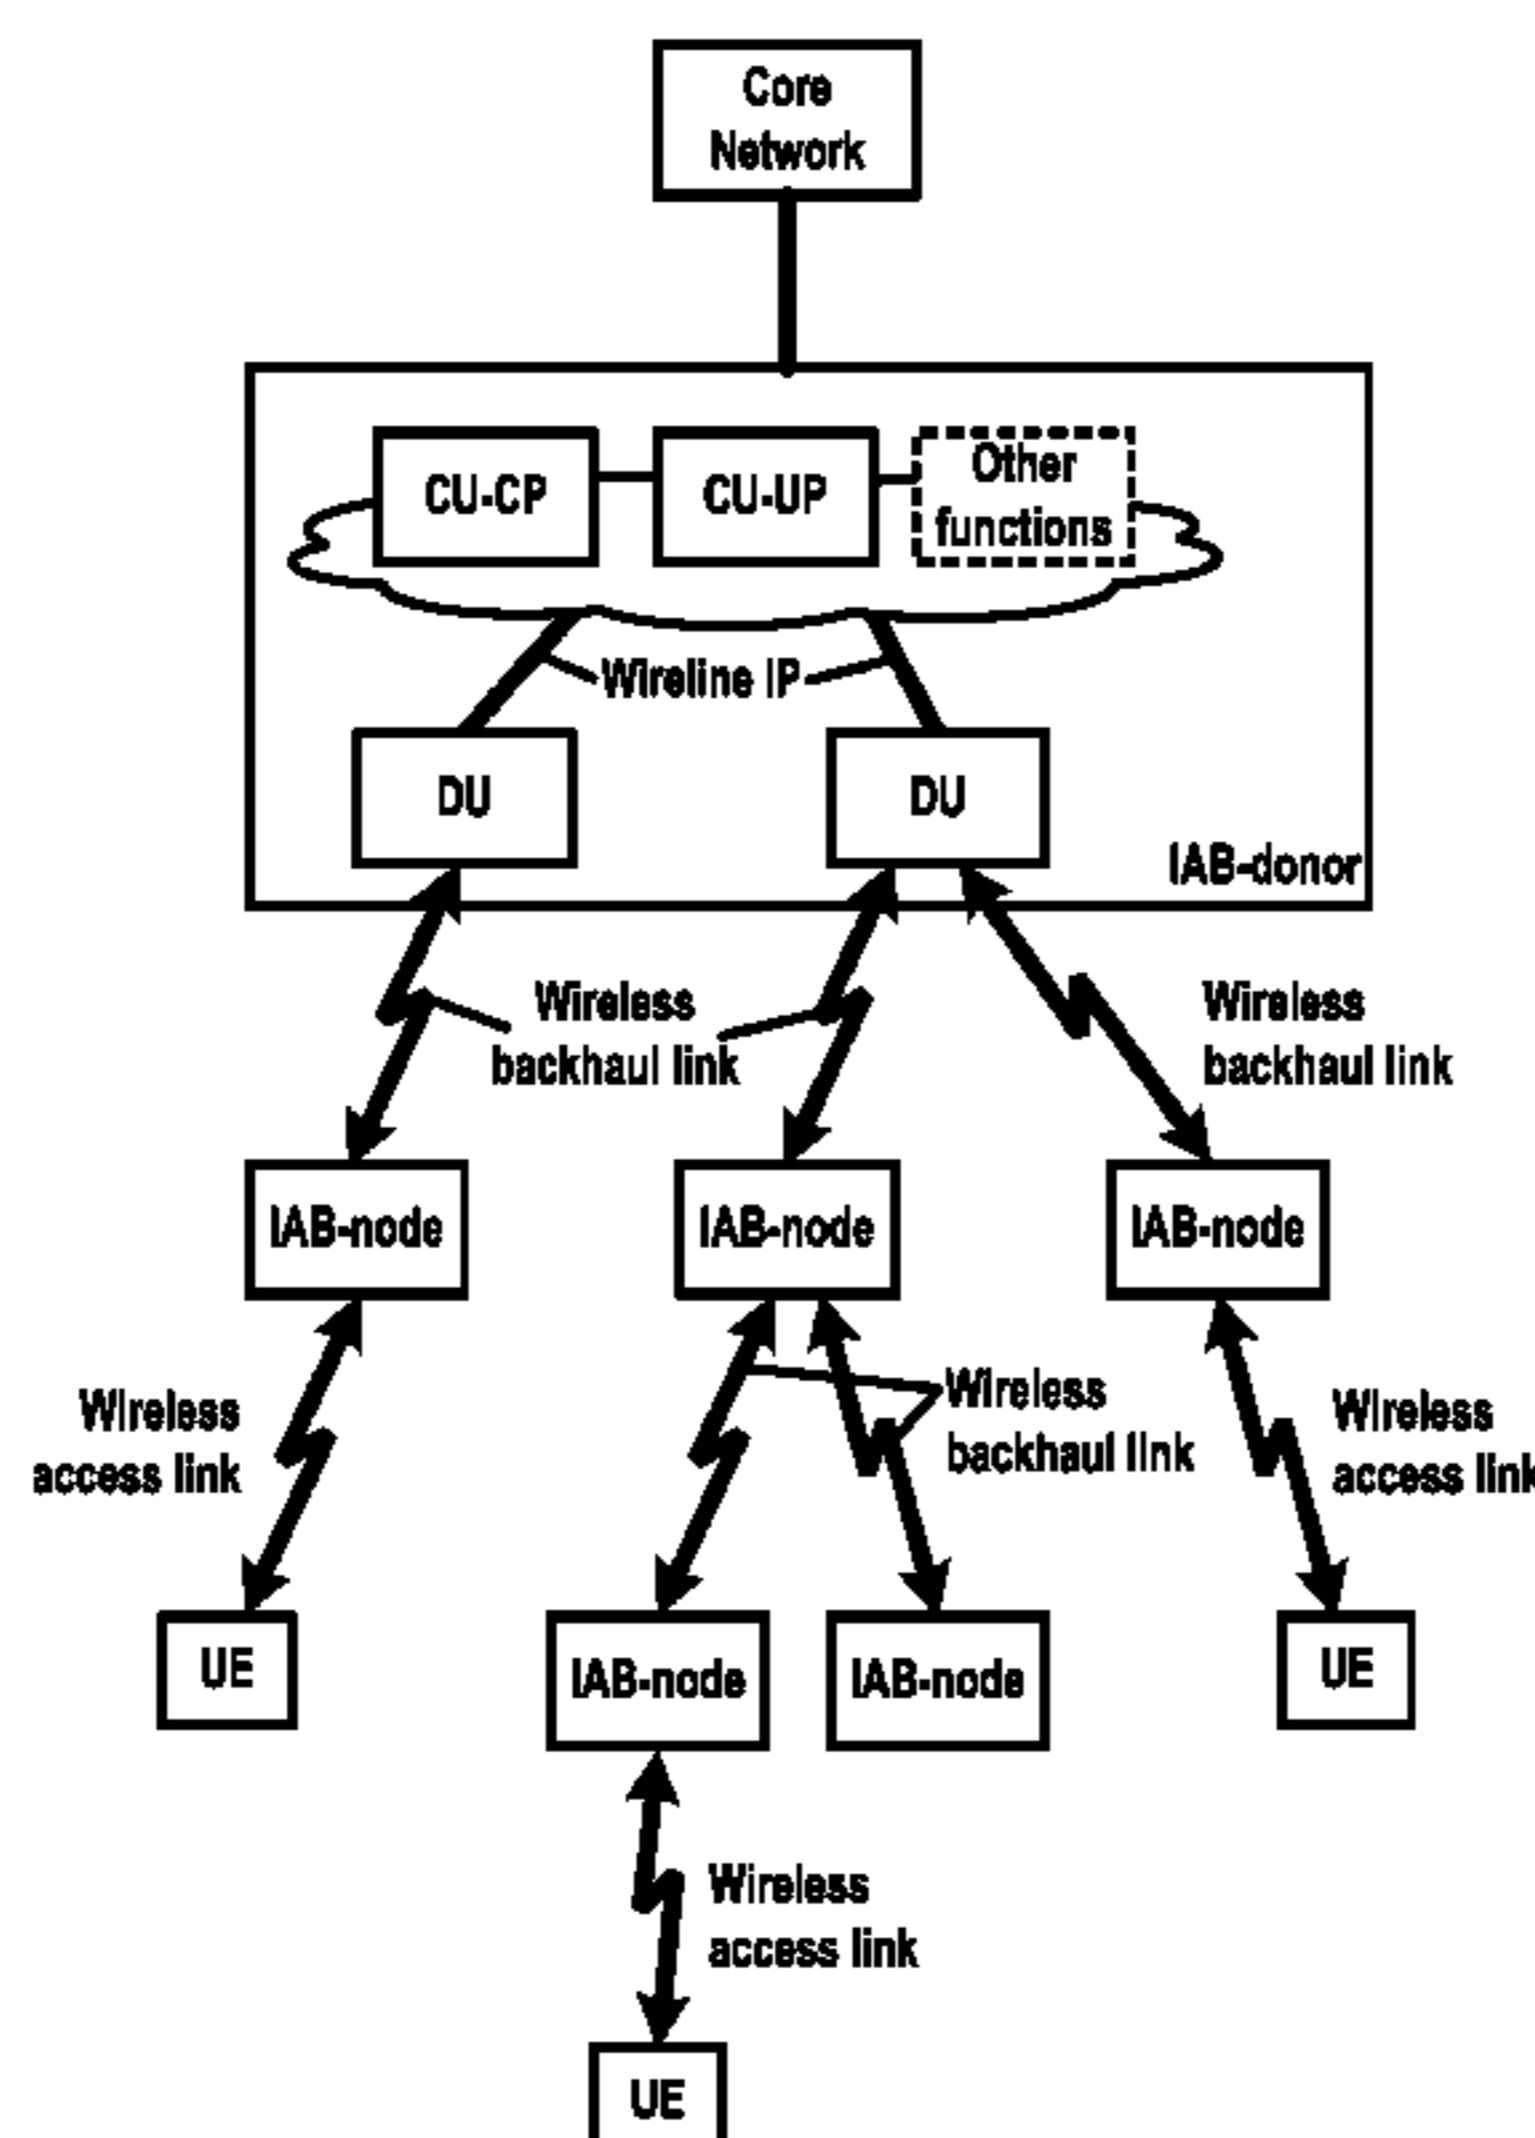 Core
Network
CU-CP
CU-UP
Other
functions
Wireline IP
DU
DU
IAB-donor
Wireless
backhaul link
Wireless
backhaul link
IAB-node
IAB-node
IAB-node
Wireless
access link
Wireless
backhaul link
Wireless
access link
UE
IAB-node
IAB-node
UE
Wireless
access link
UE